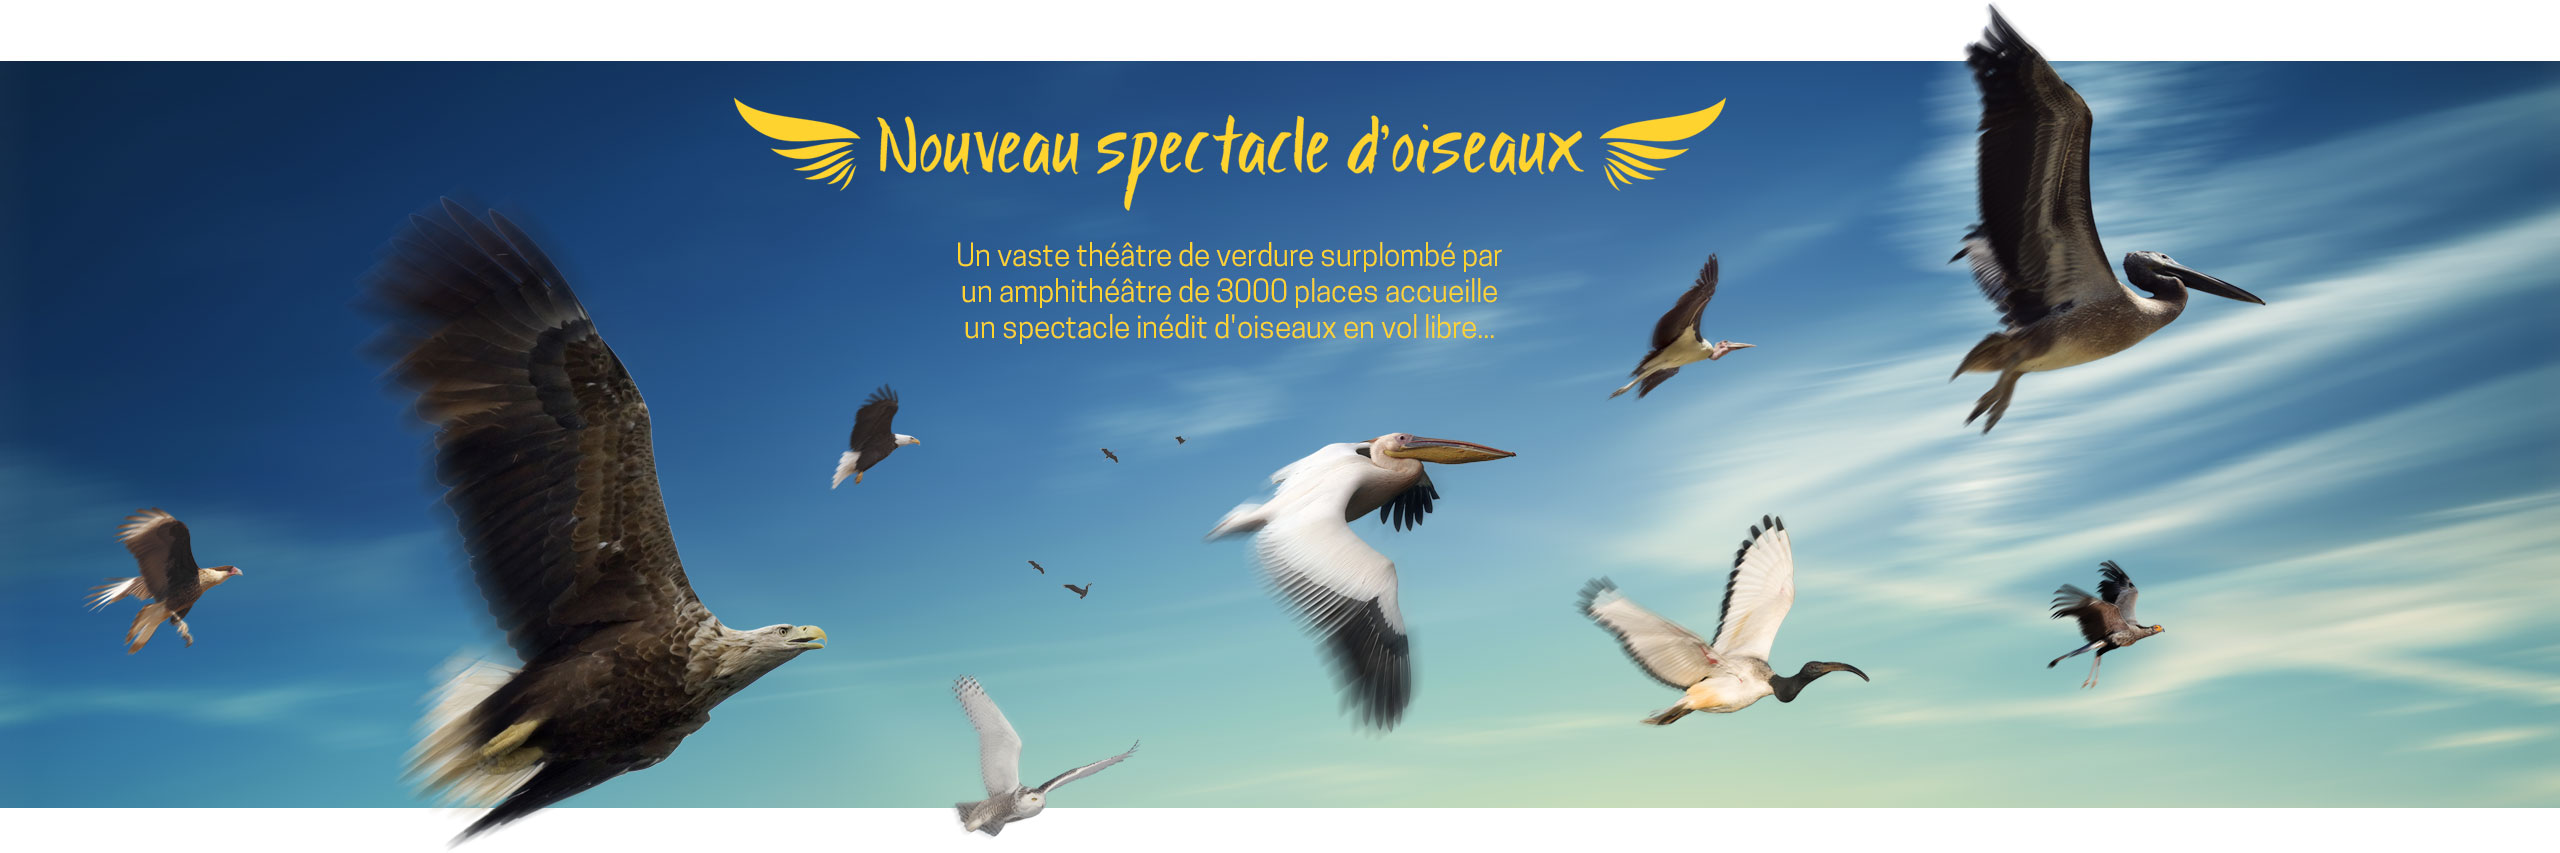 Nouveau spectacle d'oiseaux
Un vaste théâtre de verdure surplombé par
un amphithéâtre de 3000 places accueille
un spectacle inédit d'oiseaux en vol libre...